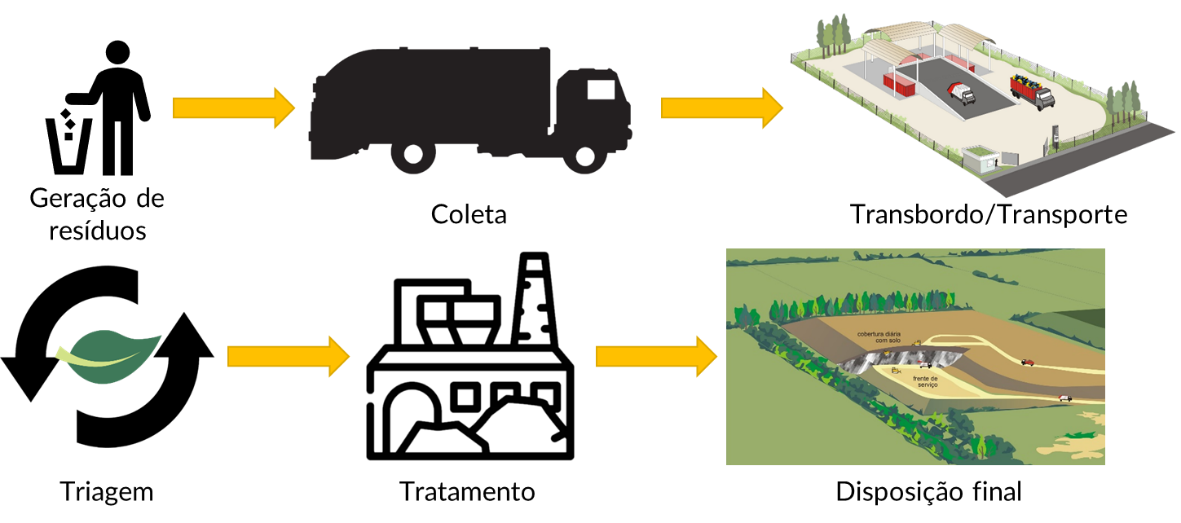 Geração de
resíduos
Coleta
Transbordo/Transporte
cobertura diária
com solo
frente de
serviço
Triagem
Tratamento
Disposição final